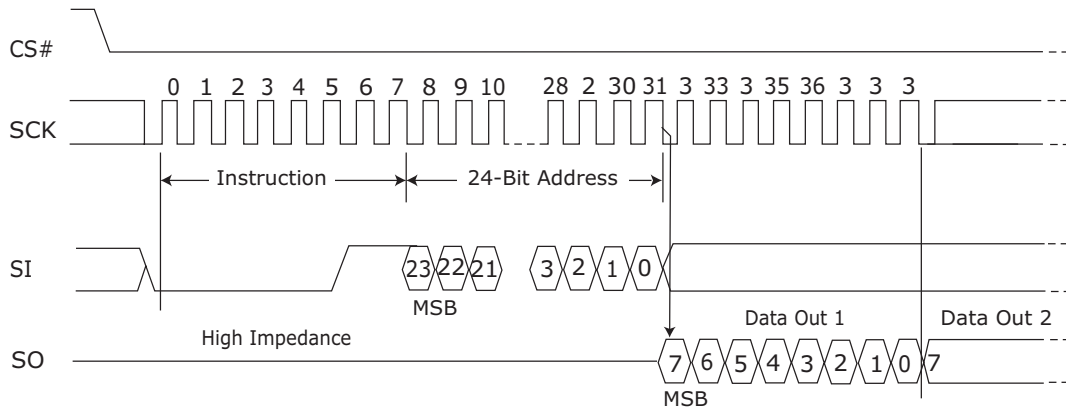 CS#
0 1 2 3 4 5 6 7 8 9 10 28 2 30 31 3 33 3 35 36 3 3 3
SCK
Instruction 24-Bit Address
SI 23 22 21 3 2 1 0
MSB
High Impedance Data Out 1 Data Out 2
SO 7 6 5 4 3 2 1 0 7
MSB